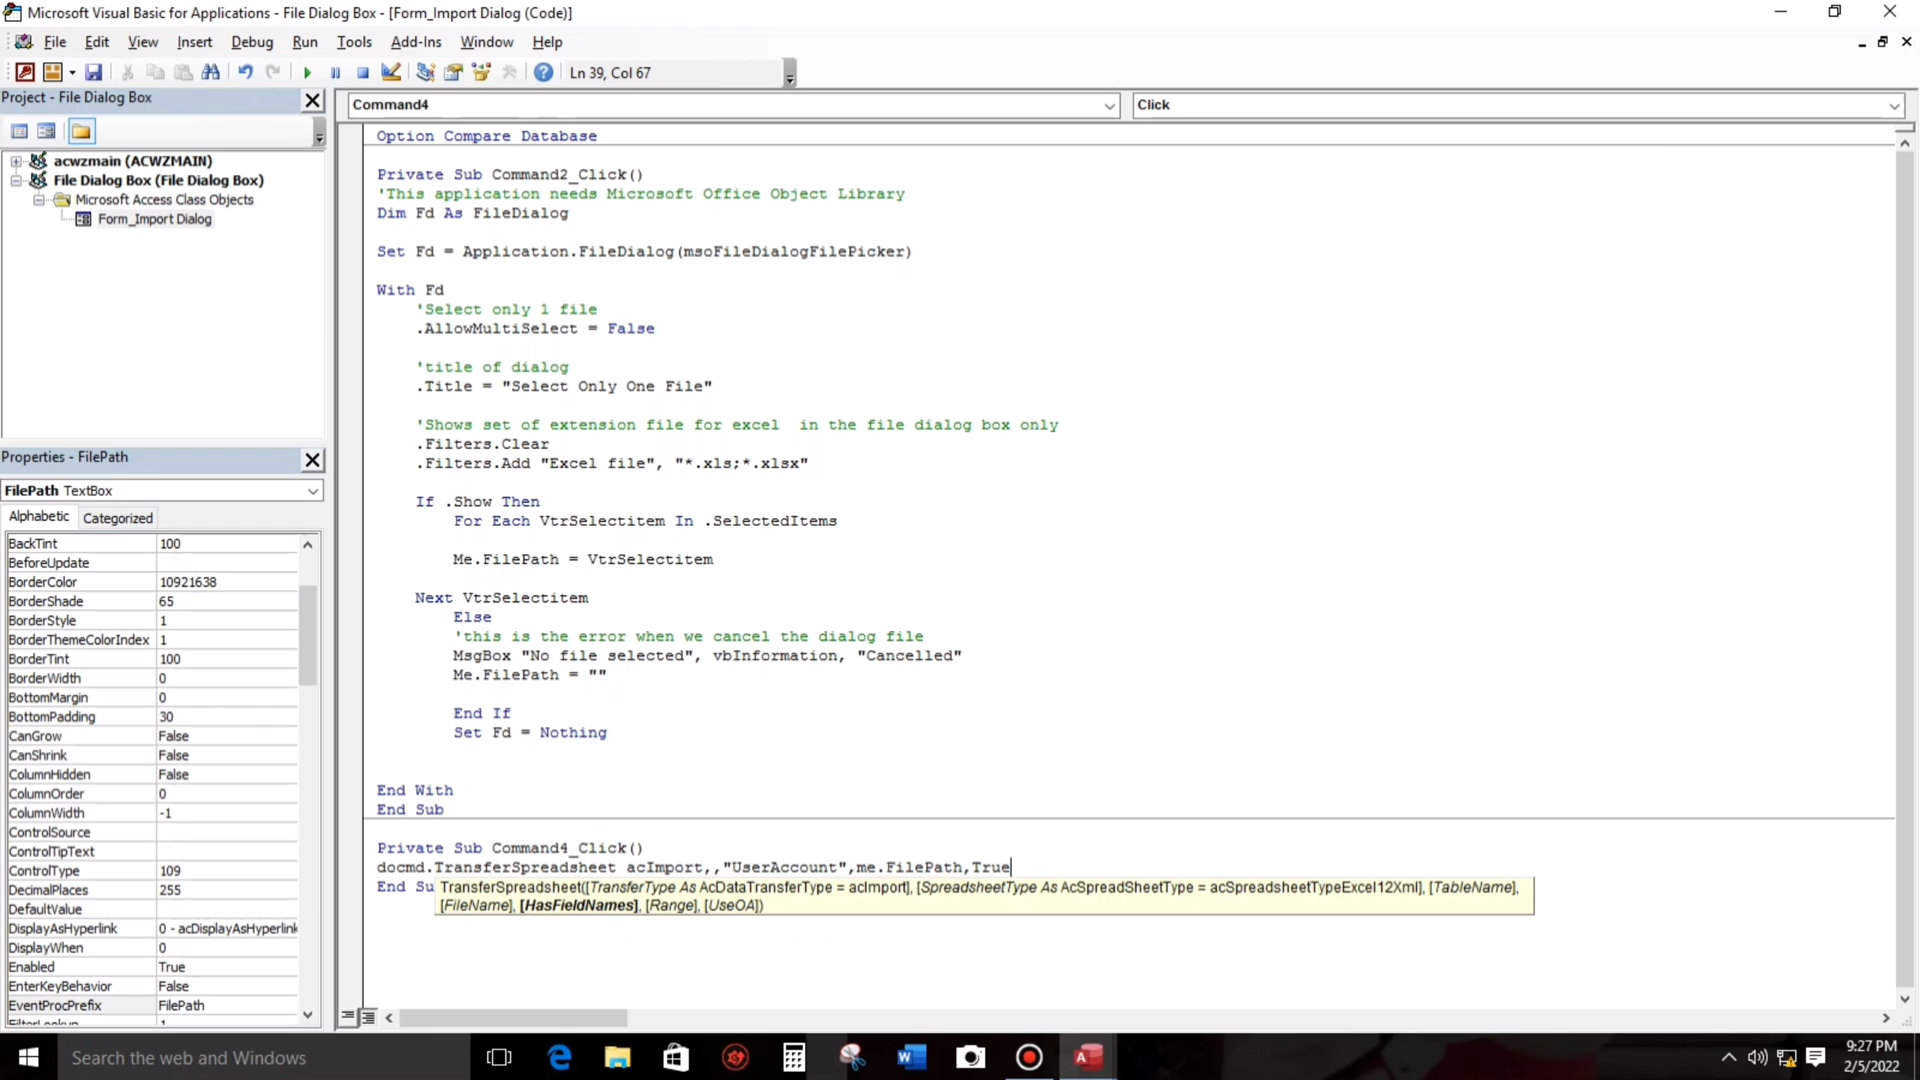 Microsoft Visual Basic for Applications - File Dialog Box - [Form_Import Dialog (Code)]
File Edit View Insert Debug Run Tools Add-Ins Window Help
Ln 39, Col 67
Project - File Dialog Box
acwzmain (ACWZMAIN)
File Dialog Box (File Dialog Box)
Microsoft Access Class Objects
Form_Import Dialog
Properties - FilePath
FilePath TextBox
Alphabetic Categorized
BackTint 100
BeforeUpdate
BorderColor 10921638
BorderShade 65
BorderStyle 1
BorderThemeColorIndex 1
BorderTint 100
BorderWidth 0
BottomMargin 0
BottomPadding 30
CanGrow False
CanShrink False
ColumnHidden False
ColumnOrder 0
ColumnWidth -1
ControlSource
ControlTipText
ControlType 109
DecimalPlaces 255
DefaultValue
DisplayAsHyperlink 0 - acDisplayAsHyperlink
DisplayWhen 0
Enabled True
EnterKeyBehavior False
EventProcPrefix FilePath
FilterLookup 1
Command4
Click
Option Compare Database
Private Sub Command2_Click()
'This application needs Microsoft Office Object Library
Dim Fd As FileDialog
Set Fd = Application.FileDialog(msoFileDialogFilePicker)
With Fd
'Select only 1 file
.AllowMultiSelect = False
'title of dialog
.Title = "Select Only One File"
'Shows set of extension file for excel  in the file dialog box only
.Filters.Clear
.Filters.Add "Excel file", "*.xls;*.xlsx"
If .Show Then
For Each VtrSelectitem In .SelectedItems
Me.FilePath = VtrSelectitem
Next VtrSelectitem
Else
'this is the error when we cancel the dialog file
MsgBox "No file selected", vbInformation, "Cancelled"
Me.FilePath = ""
End If
Set Fd = Nothing
End With
End Sub
Private Sub Command4_Click()
docmd.TransferSpreadsheet acImport,,"UserAccount",me.FilePath,True
End Su
TransferSpreadsheet([TransferType As AcDataTransferType = acImport], [SpreadsheetType As AcSpreadSheetType = acSpreadsheetTypeExcel12Xml], [TableName],
[FileName], [HasFieldNames], [Range], [UseOA])
Search the web and Windows
9:27 PM
2/5/2022